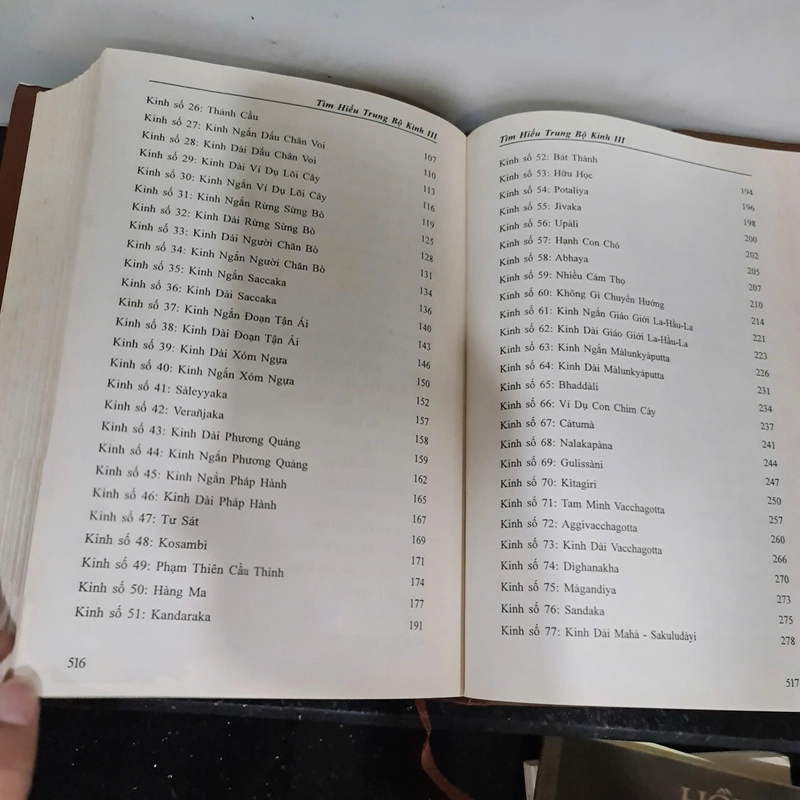 Tìm Hiểu Trung Bộ Kinh III
Kinh số 26: Thánh Cầu 107
Kinh số 27: Kinh Ngắn Dấu Chân Voi 110
Kinh số 28: Kinh Dài Dấu Chân Voi 113
Kinh số 29: Kinh Dài Ví Dụ Lõi Cây 116
Kinh số 30: Kinh Ngắn Ví Dụ Lõi Cây 119
Kinh số 31: Kinh Ngắn Rừng Sừng Bò 125
Kinh số 32: Kinh Dài Rừng Sừng Bò 128
Kinh số 33: Kinh Dài Người Chăn Bò 131
Kinh số 34: Kinh Ngắn Người Chăn Bò 134
Kinh số 35: Kinh Ngắn Saccaka 136
Kinh số 36: Kinh Dài Saccaka 140
Kinh số 37: Kinh Ngắn Đoạn Tận Ái 143
Kinh số 38: Kinh Dài Đoạn Tận Ái 146
Kinh số 39: Kinh Dài Xóm Ngựa 150
Kinh số 40: Kinh Ngắn Xóm Ngựa 152
Kinh số 41: Sàleyyaka 157
Kinh số 42: Verañjaka 158
Kinh số 43: Kinh Dài Phương Quảng 159
Kinh số 44: Kinh Ngắn Phương Quảng 162
Kinh số 45: Kinh Ngắn Pháp Hành 165
Kinh số 46: Kinh Dài Pháp Hành 167
Kinh số 47: Tư Sát 169
Kinh số 48: Kosambi 171
Kinh số 49: Phạm Thiên Cầu Thỉnh 174
Kinh số 50: Hàng Ma 177
Kinh số 51: Kandaraka 191
516
Tìm Hiểu Trung Bộ Kinh III
Kinh số 52: Bát Thành 194
Kinh số 53: Hữu Học 196
Kinh số 54: Potaliya 198
Kinh số 55: Jìvaka 200
Kinh số 56: Upàli 202
Kinh số 57: Hạnh Con Chó 205
Kinh số 58: Abhaya 207
Kinh số 59: Nhiều Cảm Thọ 210
Kinh số 60: Không Gì Chuyển Hướng 214
Kinh số 61: Kinh Ngắn Giáo Giới La-Hầu-La 221
Kinh số 62: Kinh Dài Giáo Giới La-Hầu-La 223
Kinh số 63: Kinh Ngắn Màlunkyàputta 226
Kinh số 64: Kinh Dài Màlunkyàputta 231
Kinh số 65: Bhaddàli 234
Kinh số 66: Ví Dụ Con Chim Cáy 237
Kinh số 67: Càtumà 241
Kinh số 68: Nalakapàna 244
Kinh số 69: Gulissàni 247
Kinh số 70: Kìtagiri 250
Kinh số 71: Tam Minh Vacchagotta 257
Kinh số 72: Aggivacchagotta 260
Kinh số 73: Kinh Dài Vacchagotta 266
Kinh số 74: Dighanakha 270
Kinh số 75: Màgandiya 273
Kinh số 76: Sandaka 275
Kinh số 77: Kinh Dài Mahà - Sakuludàyi 278
517